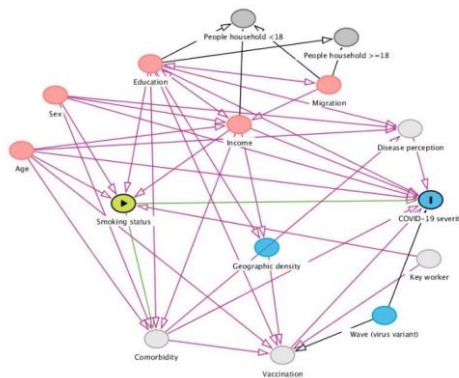 People household <18
People household >=18
Education
Migration
Sex
Income
Disease perception
Age
Smoking status
COVID-19 severit
Geographic density
Key worker
Wave (virus variant)
Comorbidity
Vaccination